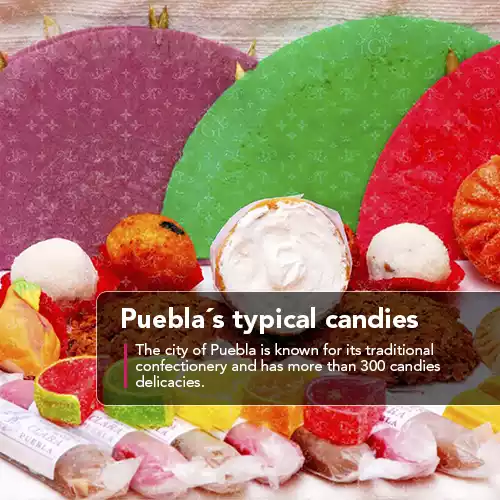 Puebla´s typical candies
The city of Puebla is known for its traditional
confectionery and has more than 300 candies
delicacies.
PUEBLA